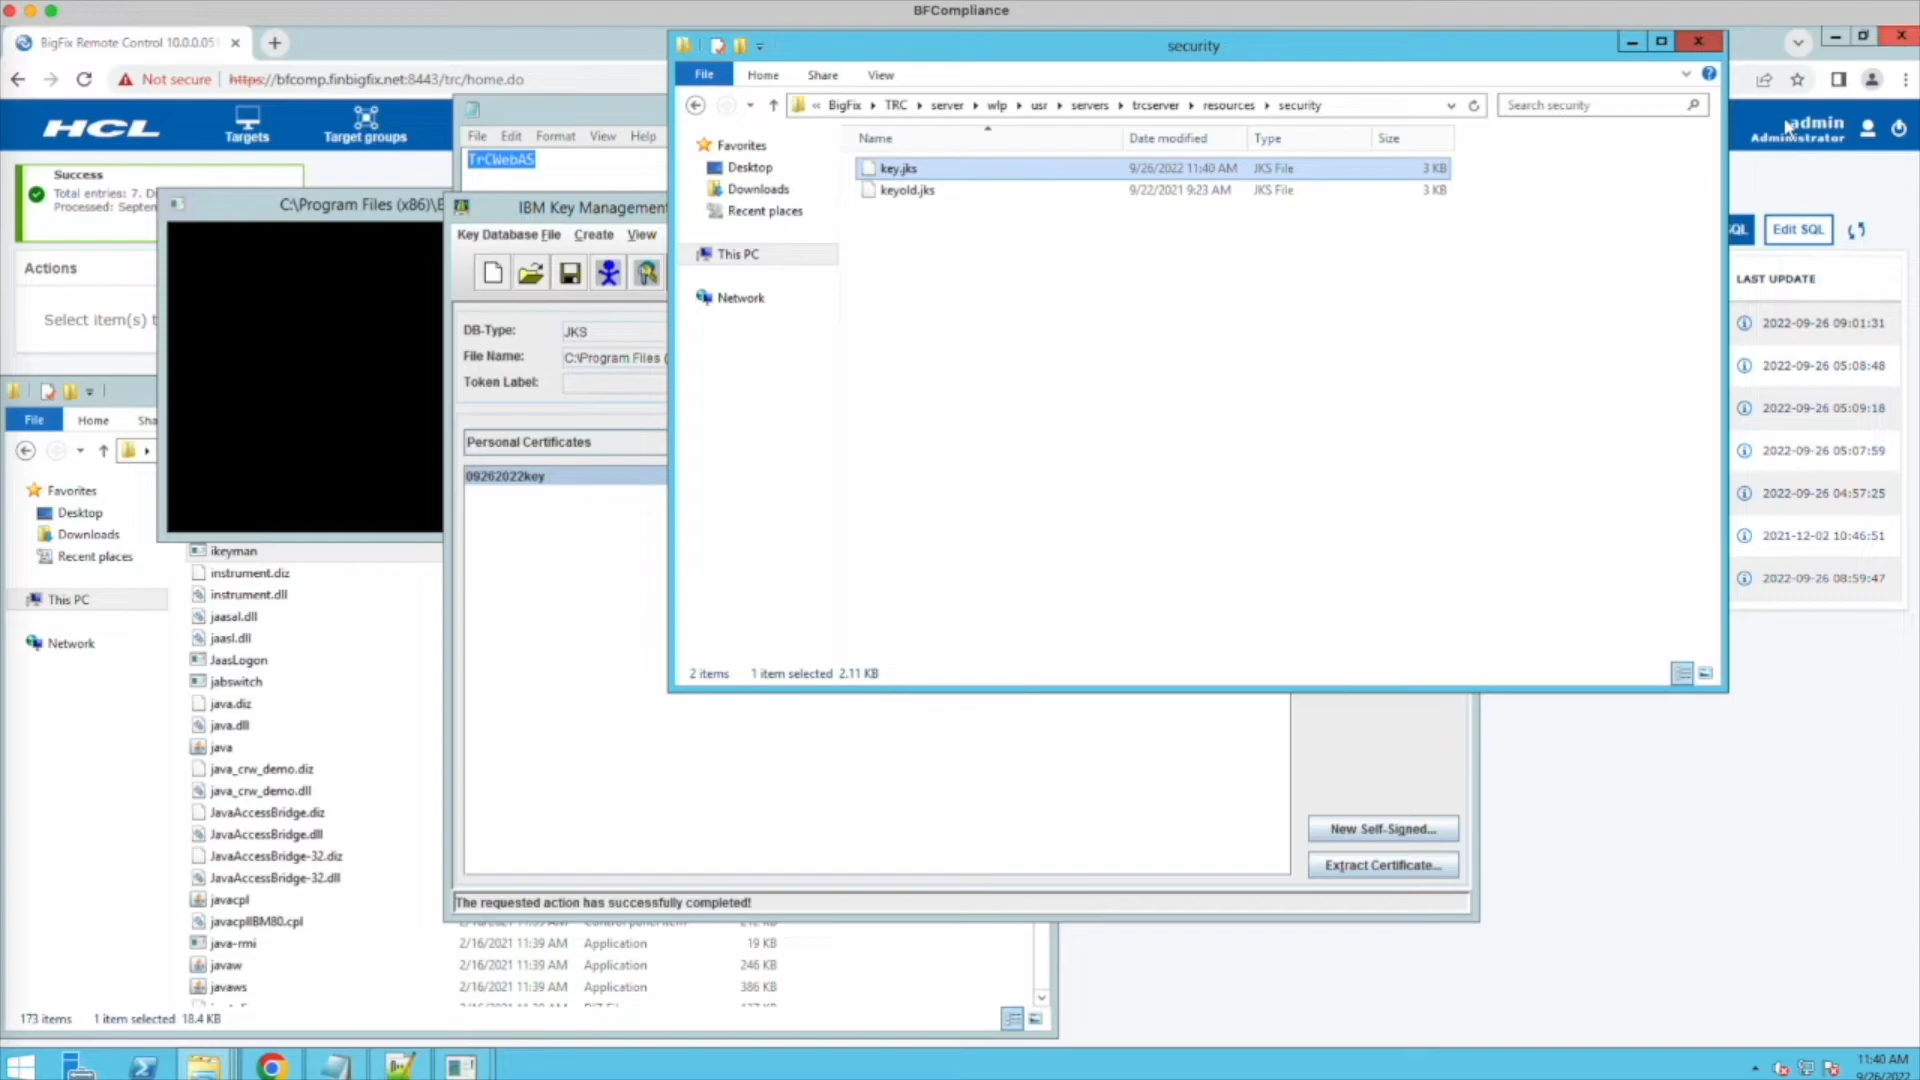 BFCompliance
BigFix Remote Control 10.0.0.051
Not secure
https://bfcomp.finbigfix.net:8443/trc/home.do
HCL
Targets
Target groups
admin
Administrator
Success
Total entries: 7. D
Processed: Septem
Actions
Select item(s) t
Edit SQL
LAST UPDATE
2022-09-26 09:01:31
2022-09-26 05:08:48
2022-09-26 05:09:18
2022-09-26 05:07:59
2022-09-26 04:57:25
2021-12-02 10:46:51
2022-09-26 08:59:47
File Edit Format View Help
TrCWebAS
C:\Program Files (x86)\E
IBM Key Management
Key Database File Create View
DB-Type:
JKS
File Name:
C:\Program Files (
Token Label:
Personal Certificates
09262022key
New Self-Signed...
Extract Certificate...
The requested action has successfully completed!
security
File Home Share View
« BigFix TRC server wlp usr servers trcserver resources security
Search security
Favorites
Desktop
Downloads
Recent places
This PC
Network
Name Date modified Type Size
key.jks 9/26/2022 11:40 AM JKS File 3 KB
keyold.jks 9/22/2021 9:23 AM JKS File 3 KB
2 items 1 item selected 2.11 KB
File Home Sha
Favorites
Desktop
Downloads
Recent places
This PC
Network
ikeyman
instrument.diz
instrument.dll
jaasal.dll
jaasl.dll
JaasLogon
jabswitch
java.diz
java.dll
java
java_crw_demo.diz
java_crw_demo.dll
JavaAccessBridge.diz
JavaAccessBridge.dll
JavaAccessBridge-32.diz
JavaAccessBridge-32.dll
javacpl
javacplIBM80.cpl
java-rmi 2/16/2021 11:39 AM Application 19 KB
javaw 2/16/2021 11:39 AM Application 246 KB
javaws 2/16/2021 11:39 AM Application 386 KB
173 items 1 item selected 18.4 KB
11:40 AM
9/26/2022